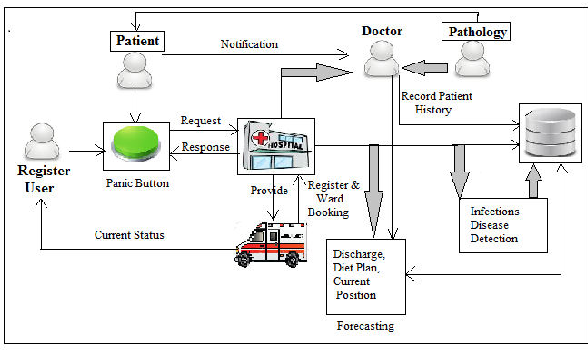 Patient
Notification
Doctor
Pathology
Record Patient
History
Request
HOSPITAL
Response
Register
User
Panic Button
Provide
Register &
Ward
Booking
Current Status
Infections
Disease
Detection
Discharge,
Diet Plan,
Current
Position
Forecasting